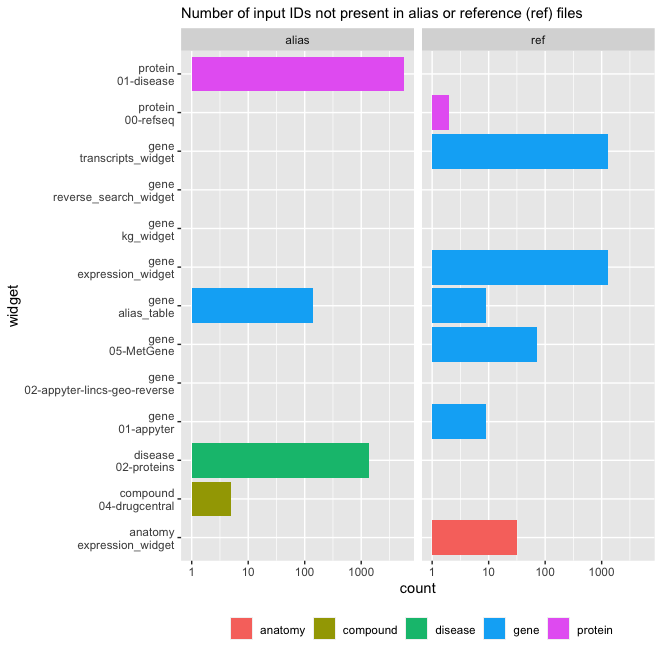 Number of input IDs not present in alias or reference (ref) files
alias
ref
widget
protein
01-disease
protein
00-refseq
gene
transcripts_widget
gene
reverse_search_widget
gene
kg_widget
gene
expression_widget
gene
alias_table
gene
05-MetGene
gene
02-appyter-lincs-geo-reverse
gene
01-appyter
disease
02-proteins
compound
04-drugcentral
anatomy
expression_widget
1 10 100 1000
1 10 100 1000
count
anatomy compound disease gene protein